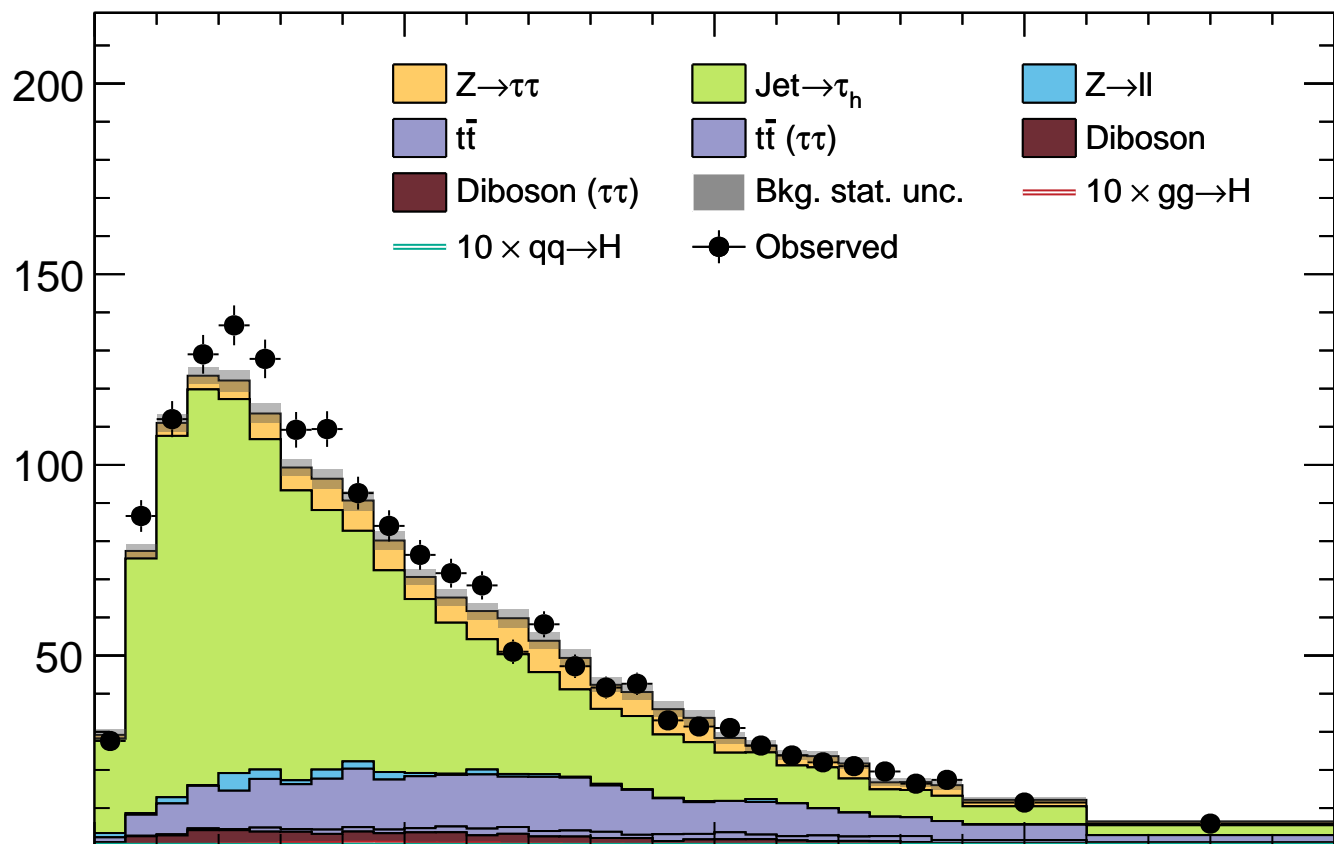 200
Z→ττ Jet→τh Z→ll
tt̄ tt̄ (ττ) Diboson
Diboson (ττ) Bkg. stat. unc. 10 × gg→H
10 × qq→H Observed
150
100
50